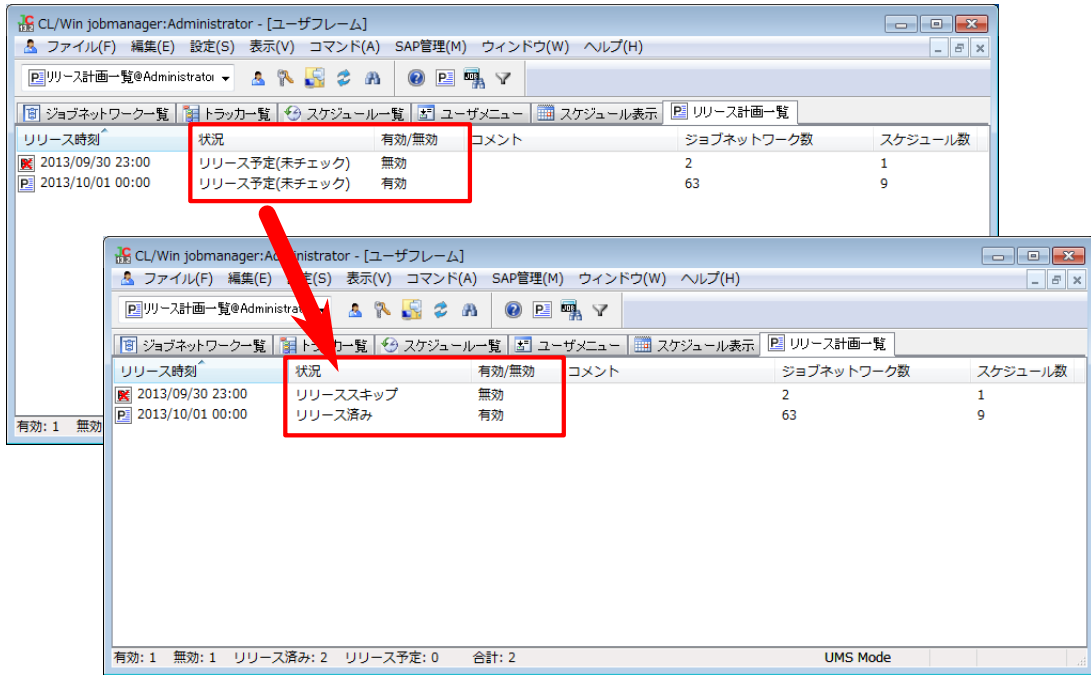 CL/Win jobmanager:Administrator - [ユーザフレーム]
ファイル(F) 編集(E) 設定(S) 表示(V) コマンド(A) SAP管理(M) ウィンドウ(W) ヘルプ(H)
リリース計画一覧@Administrator
ジョブネットワーク一覧 トラッカ一覧 スケジュール一覧 ユーザメニュー スケジュール表示 リリース計画一覧
リリース時刻 状況 有効/無効 コメント ジョブネットワーク数 スケジュール数
2013/09/30 23:00 リリース予定(未チェック) 無効 2 1
2013/10/01 00:00 リリース予定(未チェック) 有効 63 9
有効: 1 無効
CL/Win jobmanager:Administrator - [ユーザフレーム]
ファイル(F) 編集(E) 設定(S) 表示(V) コマンド(A) SAP管理(M) ウィンドウ(W) ヘルプ(H)
リリース計画一覧@Administrator
ジョブネットワーク一覧 トラッカ一覧 スケジュール一覧 ユーザメニュー スケジュール表示 リリース計画一覧
リリース時刻 状況 有効/無効 コメント ジョブネットワーク数 スケジュール数
2013/09/30 23:00 リリーススキップ 無効 2 1
2013/10/01 00:00 リリース済み 有効 63 9
有効: 1 無効: 1 リリース済み: 2 リリース予定: 0 合計: 2 UMS Mode